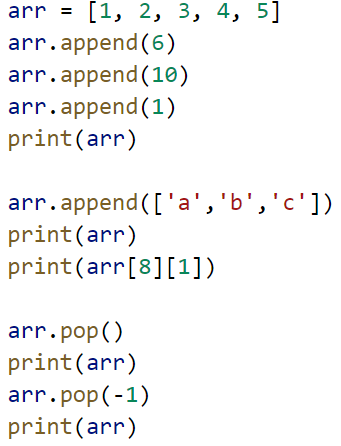 arr = [1, 2, 3, 4, 5]
arr.append(6)
arr.append(10)
arr.append(1)
print(arr)

arr.append(['a','b','c'])
print(arr)
print(arr[8][1])

arr.pop()
print(arr)
arr.pop(-1)
print(arr)